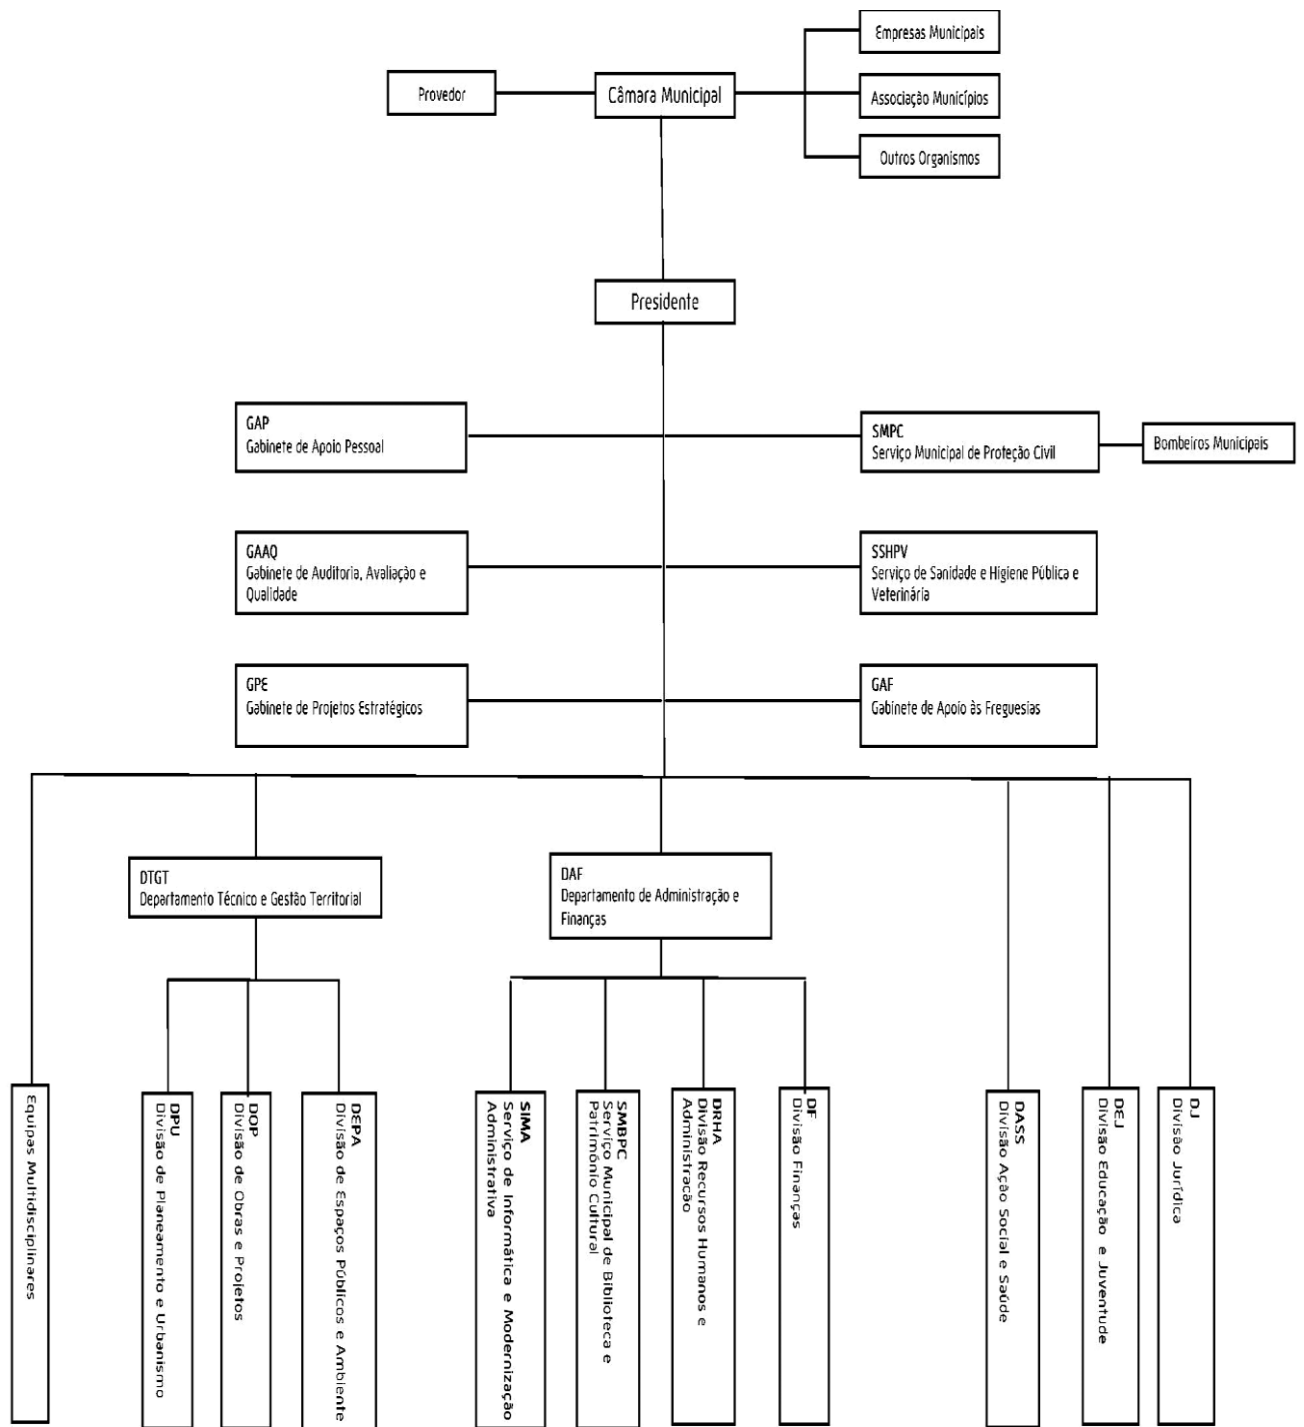 Empresas Municipais
Provedor
Câmara Municipal
Associação Municípios
Outros Organismos
Presidente
GAP
Gabinete de Apoio Pessoal
SMPC
Serviço Municipal de Proteção Civil
Bombeiros Municipais
GAAQ
Gabinete de Auditoria, Avaliação e
Qualidade
SSHPV
Serviço de Sanidade e Higiene Pública e
Veterinária
GPE
Gabinete de Projetos Estratégicos
GAF
Gabinete de Apoio às Freguesias
DTGT
Departamento Técnico e Gestão Territorial
DAF
Departamento de Administração e
Finanças
Equipas Multidisciplinares
DPU
Divisão de Planeamento e Urbanismo
DOP
Divisão de Obras e Projetos
DEPA
Divisão de Espaços Públicos e Ambiente
SIMA
Serviço de Informática e Modernização
Administrativa
SMBPC
Serviço Municipal de Biblioteca e
Património Cultural
DRHA
Divisão Recursos Humanos e
Administração
DF
Divisão Finanças
DASS
Divisão Ação Social e Saúde
DEJ
Divisão Educação e Juventude
DJ
Divisão Jurídica